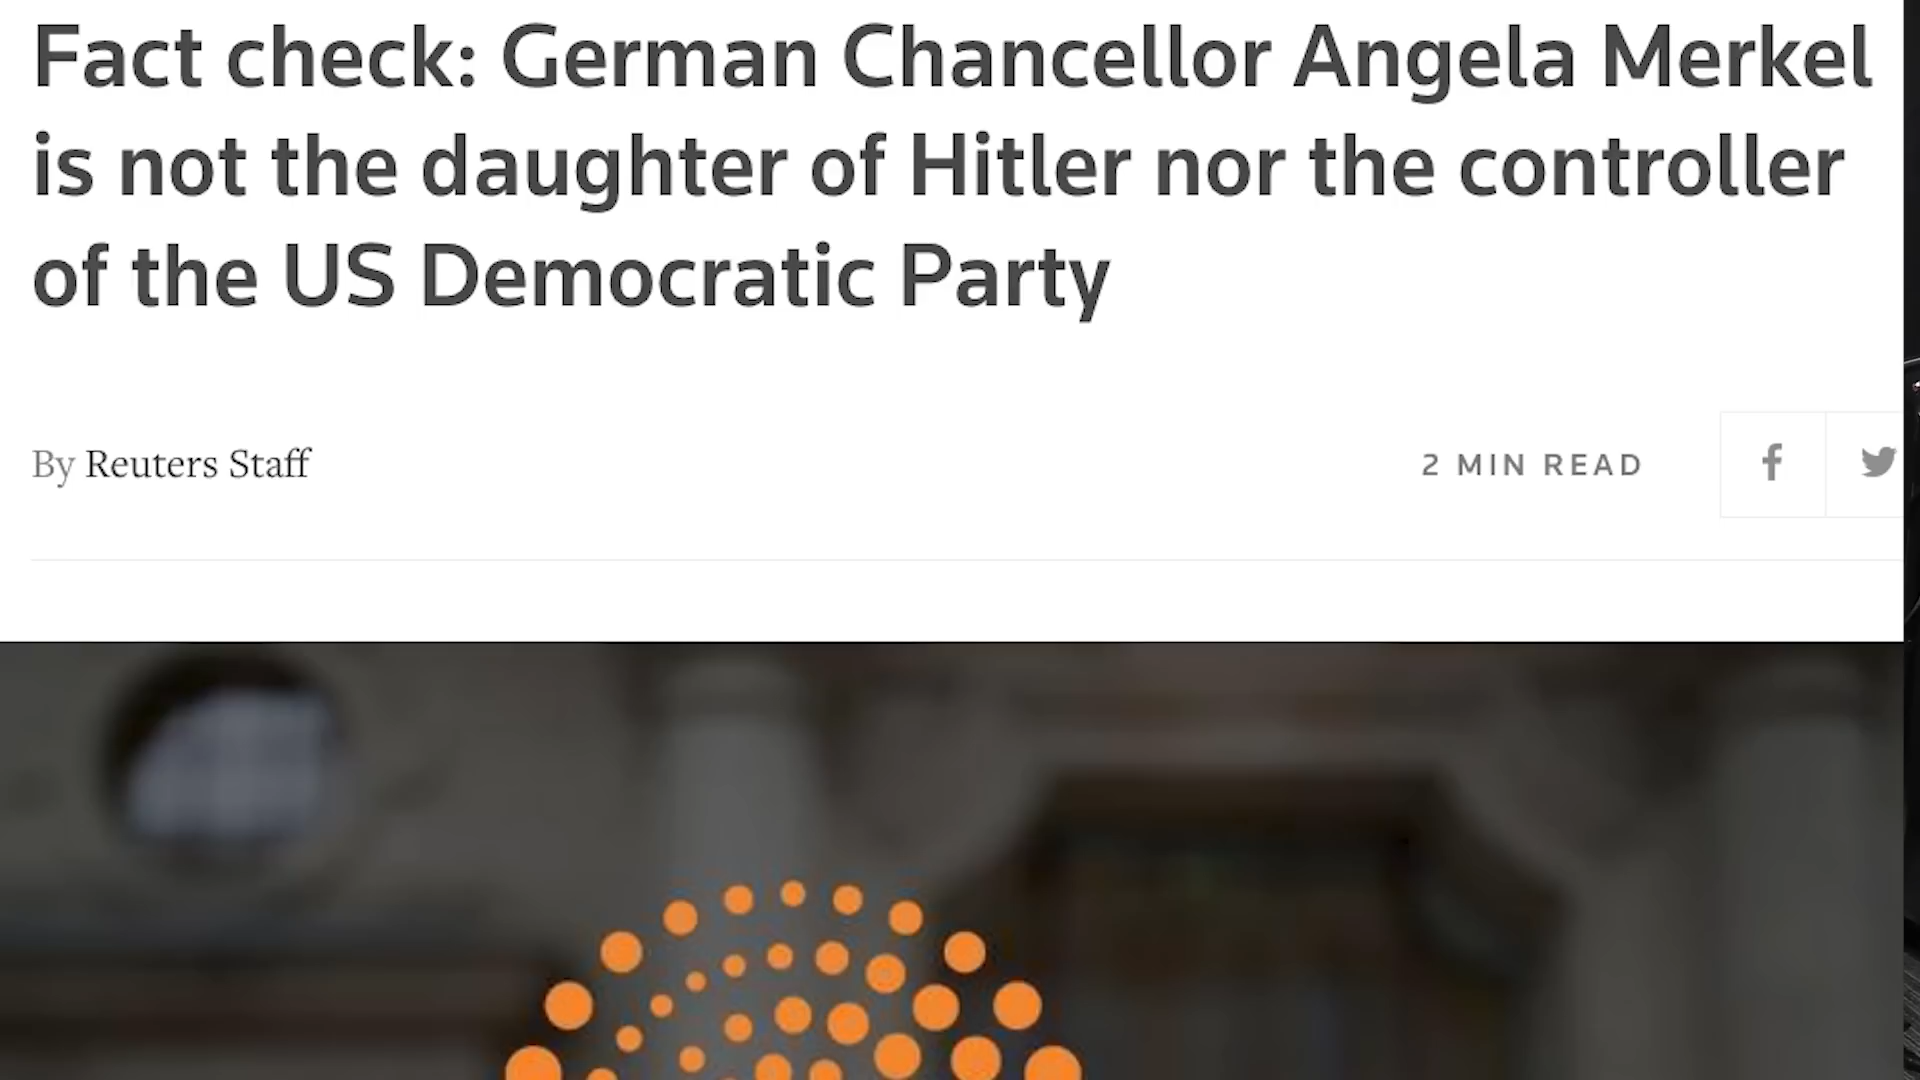 Fact check: German Chancellor Angela Merkel
is not the daughter of Hitler nor the controller
of the US Democratic Party
By Reuters Staff
2 MIN READ